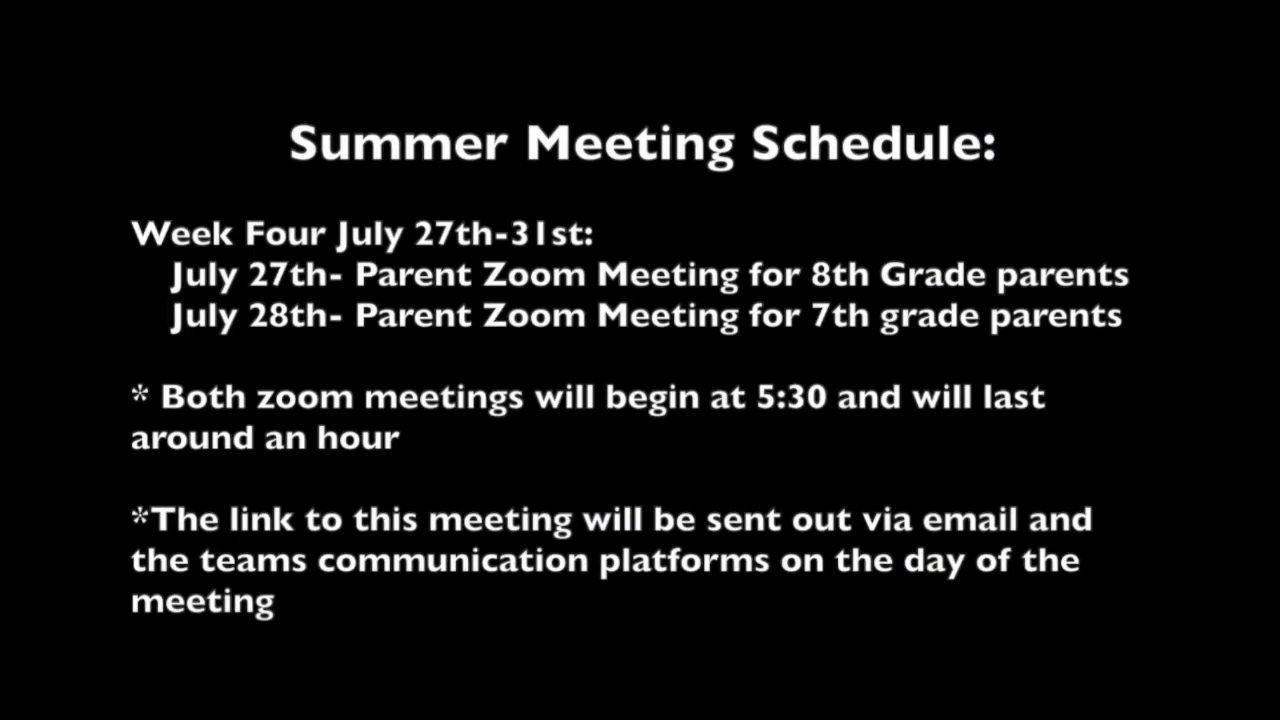 Summer Meeting Schedule:
Week Four July 27th-31st:
July 27th- Parent Zoom Meeting for 8th Grade parents
July 28th- Parent Zoom Meeting for 7th grade parents
* Both zoom meetings will begin at 5:30 and will last
around an hour
*The link to this meeting will be sent out via email and
the teams communication platforms on the day of the
meeting